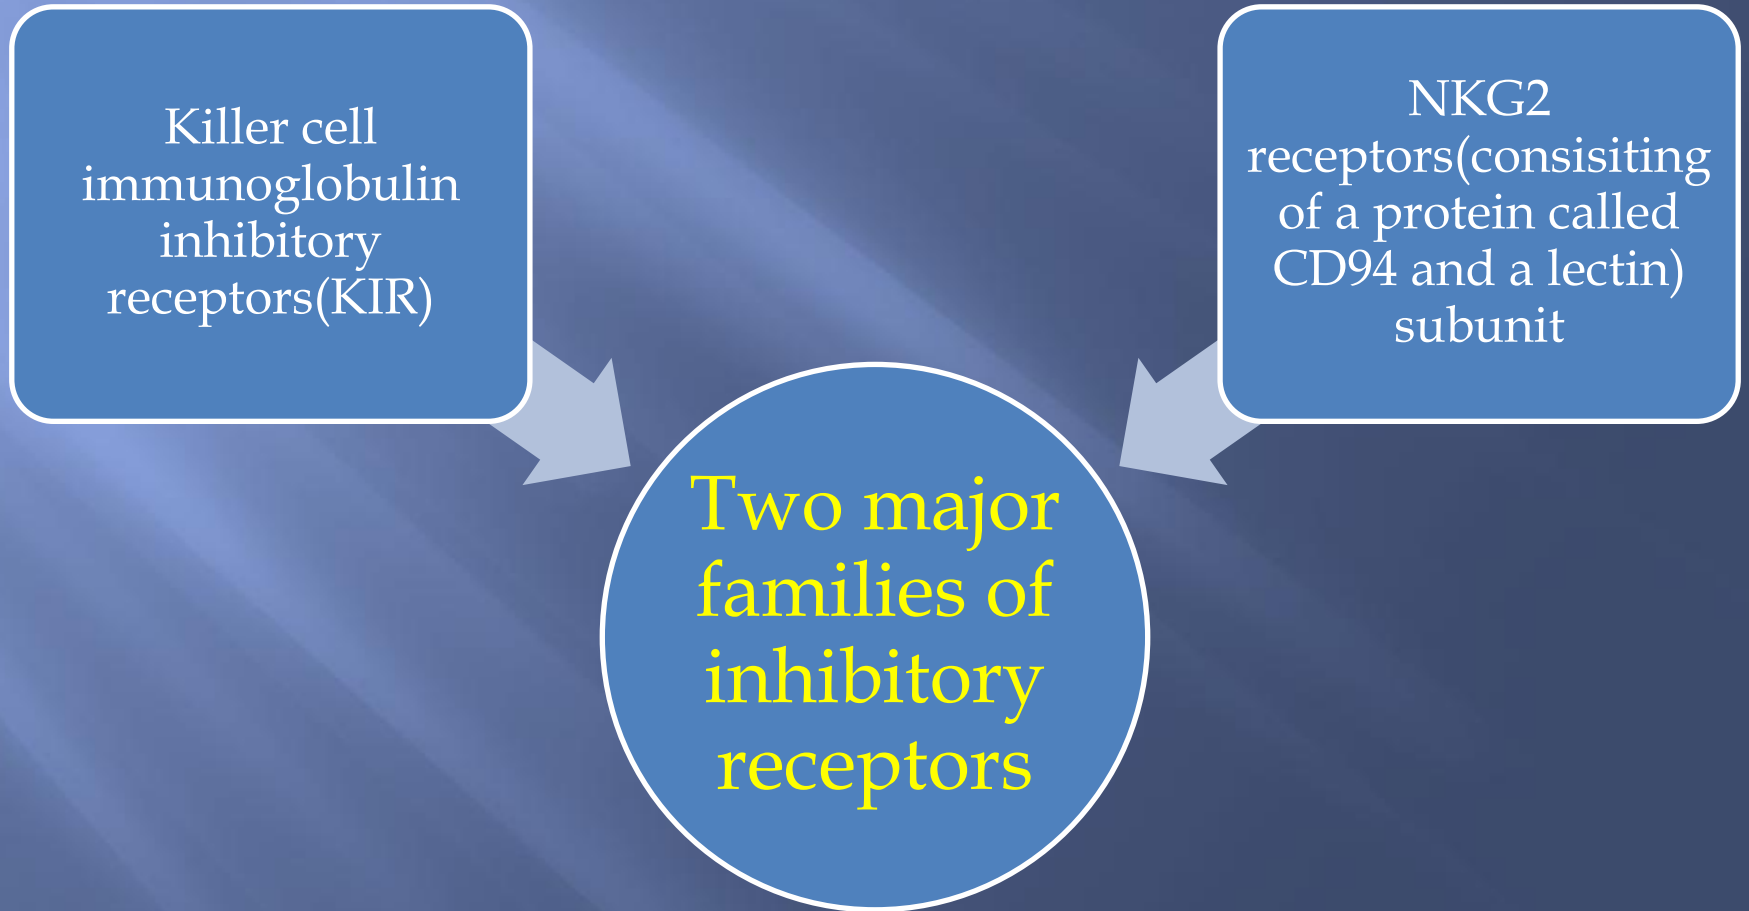 Killer cell
immunoglobulin
inhibitory
receptors(KIR)
NKG2
receptors(consisiting
of a protein called
CD94 and a lectin)
subunit
Two major
families of
inhibitory
receptors